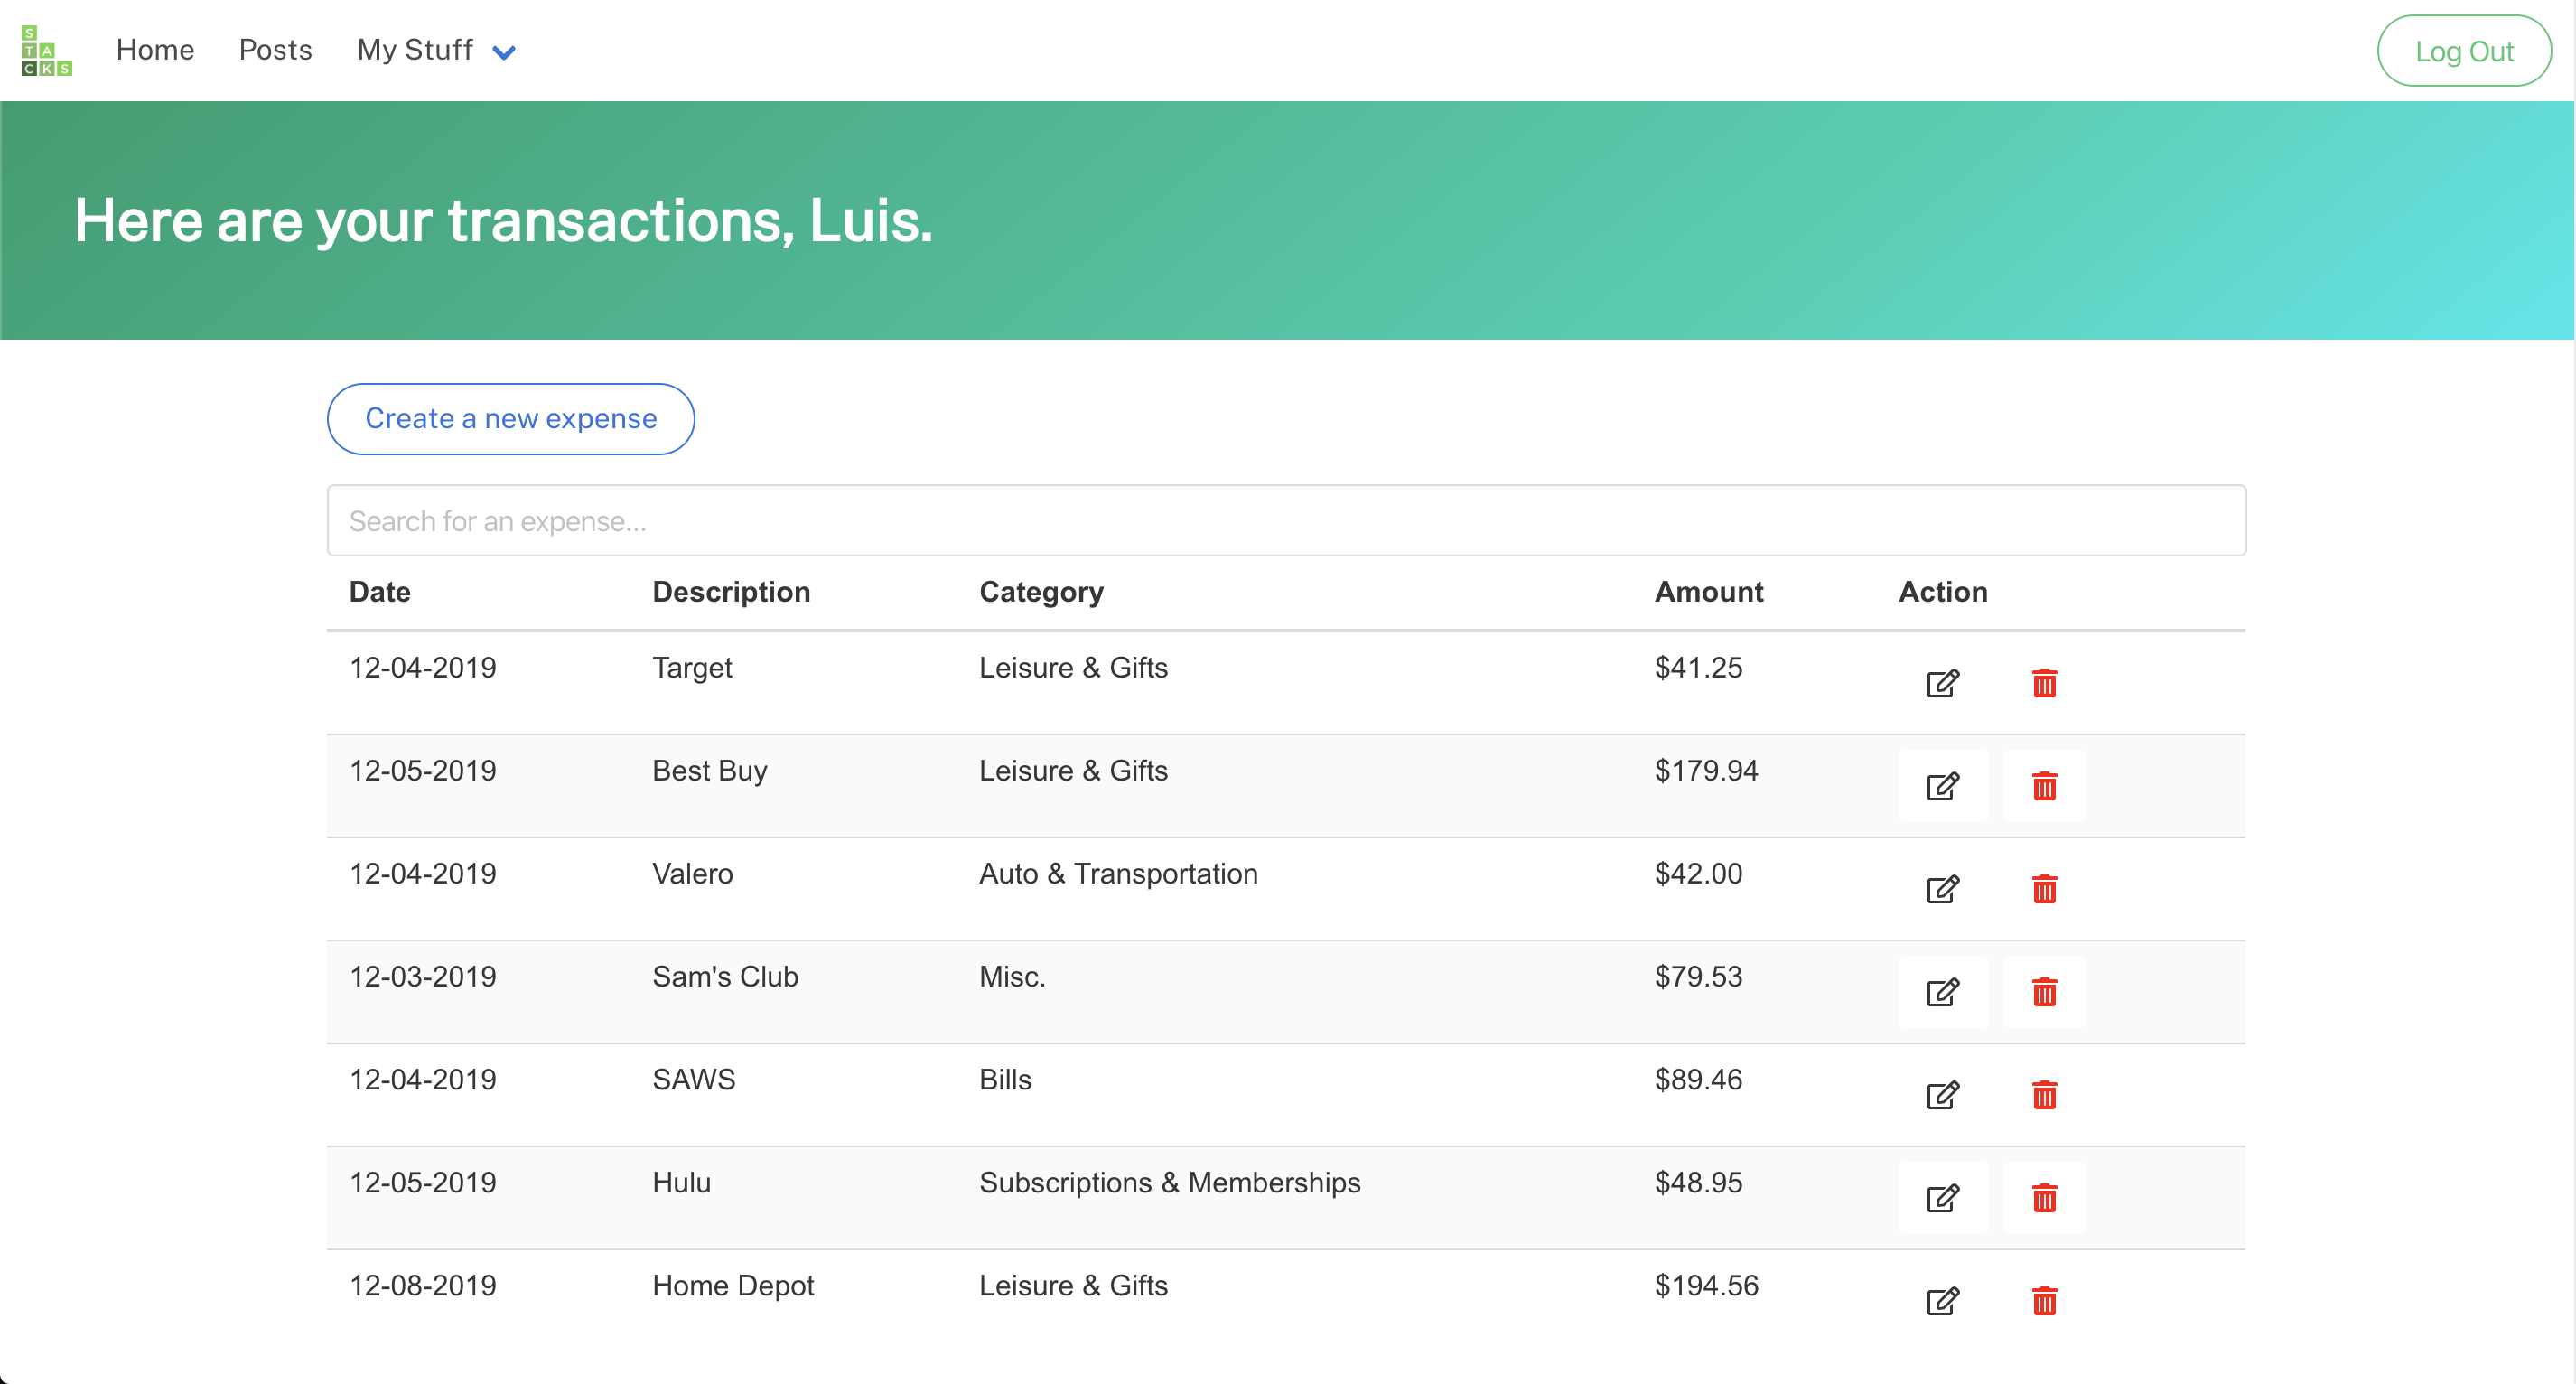 S
TA
CKS
Home Posts My Stuff Log Out
Here are your transactions, Luis.
Create a new expense
Search for an expense...
Date Description Category Amount Action
12-04-2019 Target Leisure & Gifts $41.25
12-05-2019 Best Buy Leisure & Gifts $179.94
12-04-2019 Valero Auto & Transportation $42.00
12-03-2019 Sam's Club Misc. $79.53
12-04-2019 SAWS Bills $89.46
12-05-2019 Hulu Subscriptions & Memberships $48.95
12-08-2019 Home Depot Leisure & Gifts $194.56